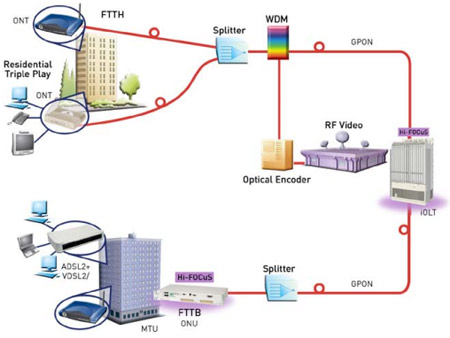 ONT
FTTH
Splitter
WDM
GPON
Residential
Triple Play
ONT
RF Video
Hi-FOCuS
Optical Encoder
iOLT
ADSL2+
VDSL2/
Hi-FOCuS
Splitter
GPON
FTTB
MTU
ONU